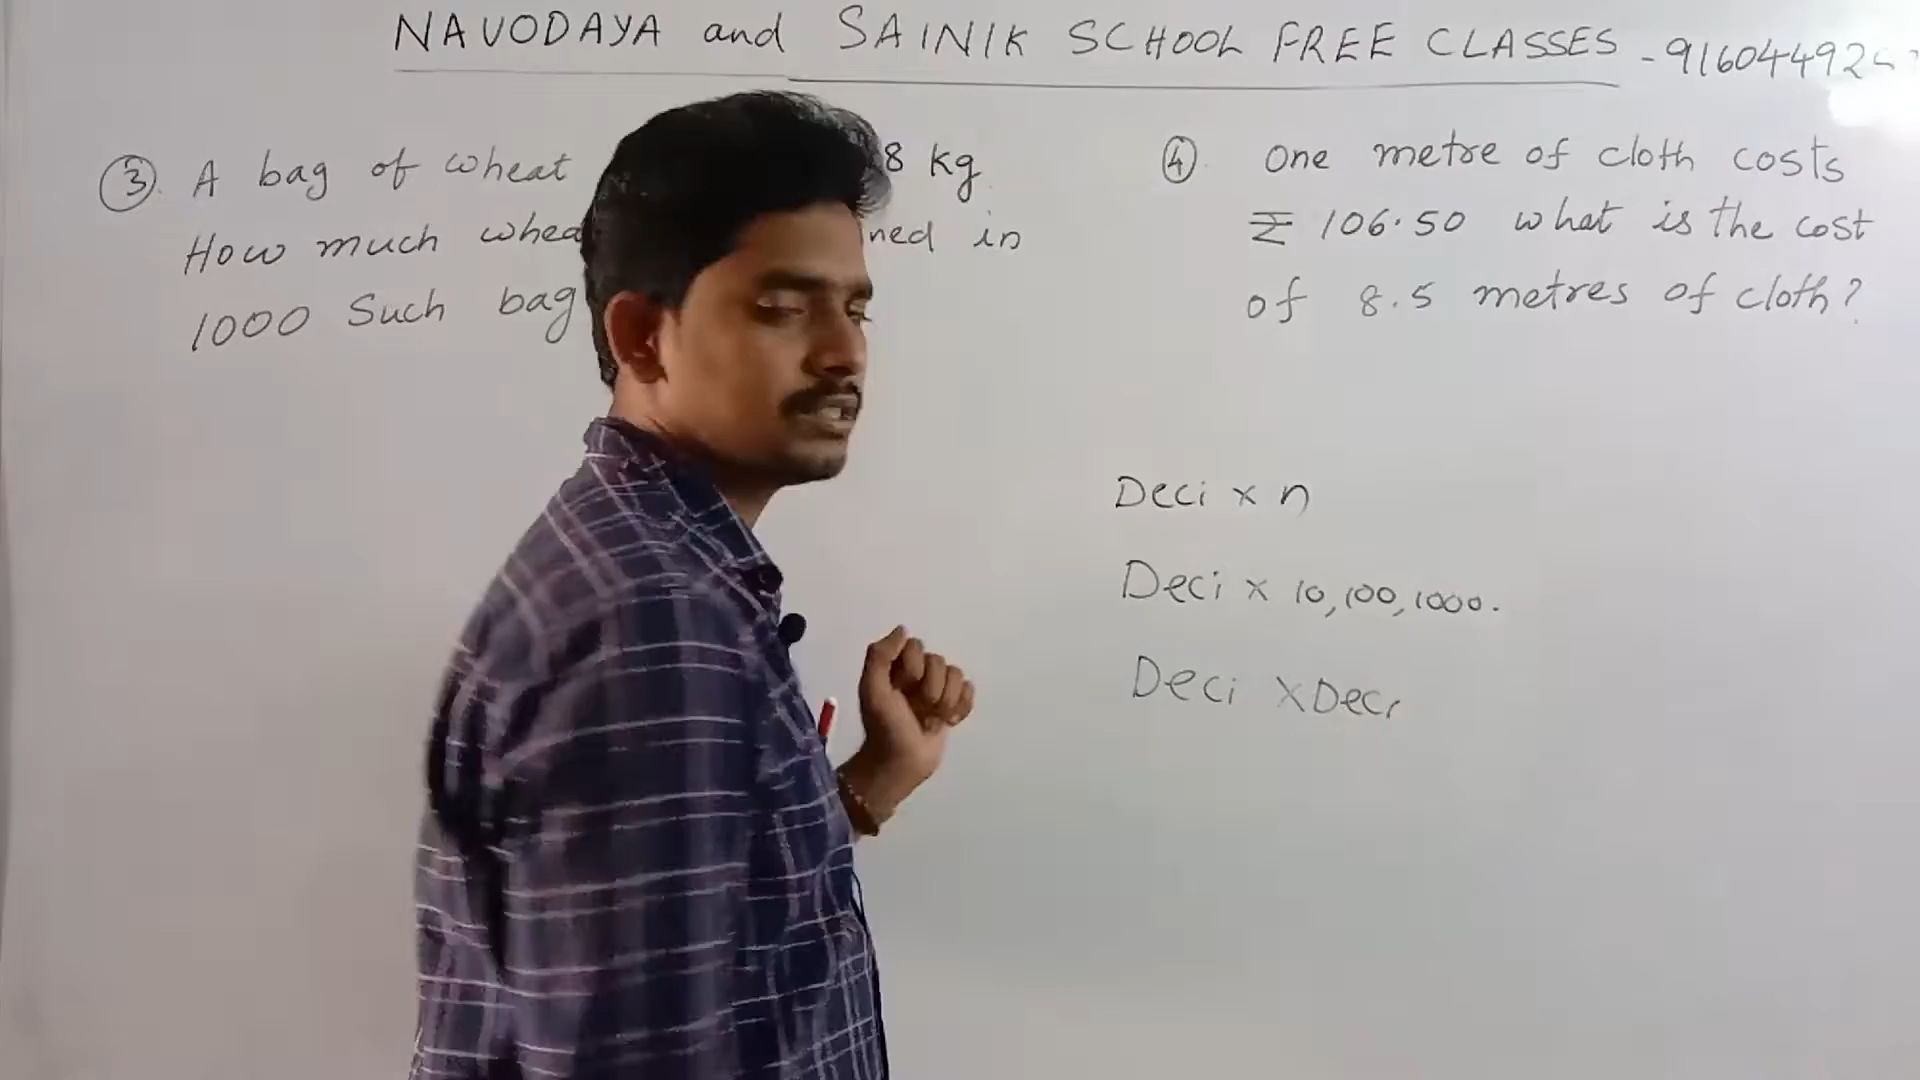 NAVODAYA and SAINIK SCHOOL FREE CLASSES - 916044924
③. A bag of wheat 8 kg.
How much whea ned in
1000 Such bag
④. One metre of cloth costs
₹ 106.50 what is the cost
of 8.5 metres of cloth?
Deci × n
Deci × 10,100,1000.
Deci × Deci